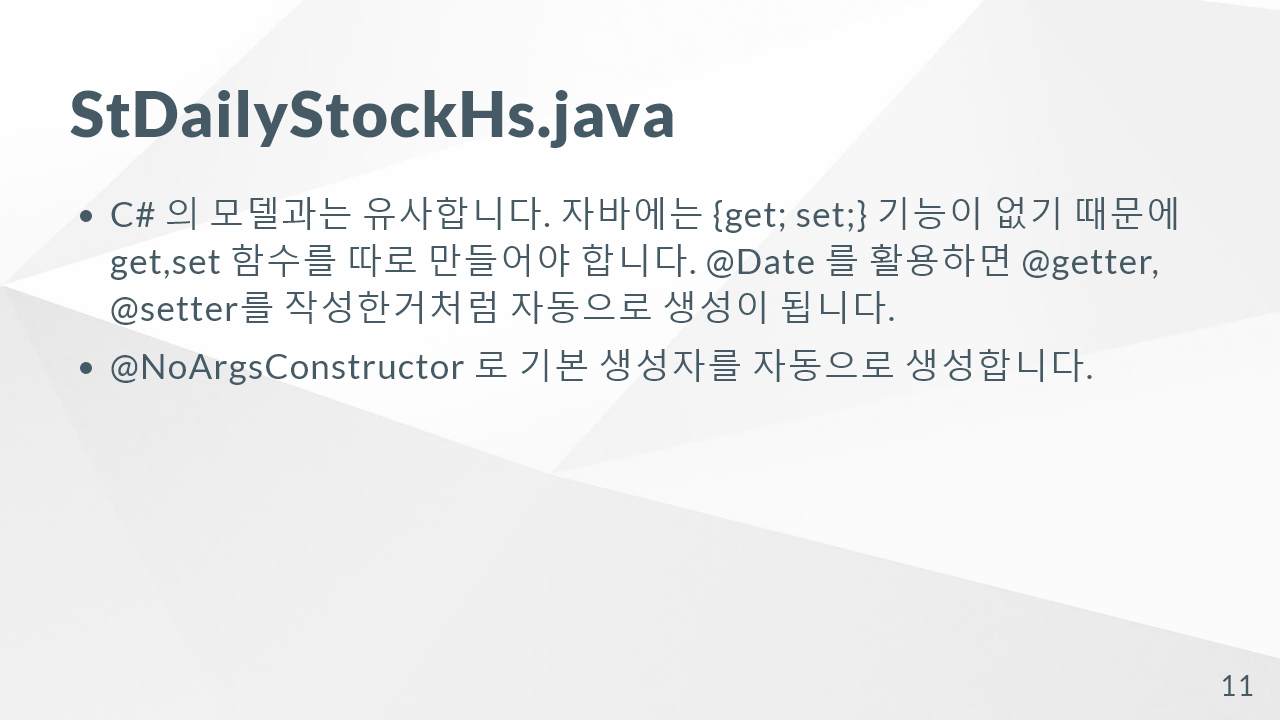 StDailyStockHs.java
• C# 의 모델과는 유사합니다. 자바에는 {get; set;} 기능이 없기 때문에
get,set 함수를 따로 만들어야 합니다. @Date 를 활용하면 @getter,
@setter를 작성한거처럼 자동으로 생성이 됩니다.
• @NoArgsConstructor 로 기본 생성자를 자동으로 생성합니다.
11